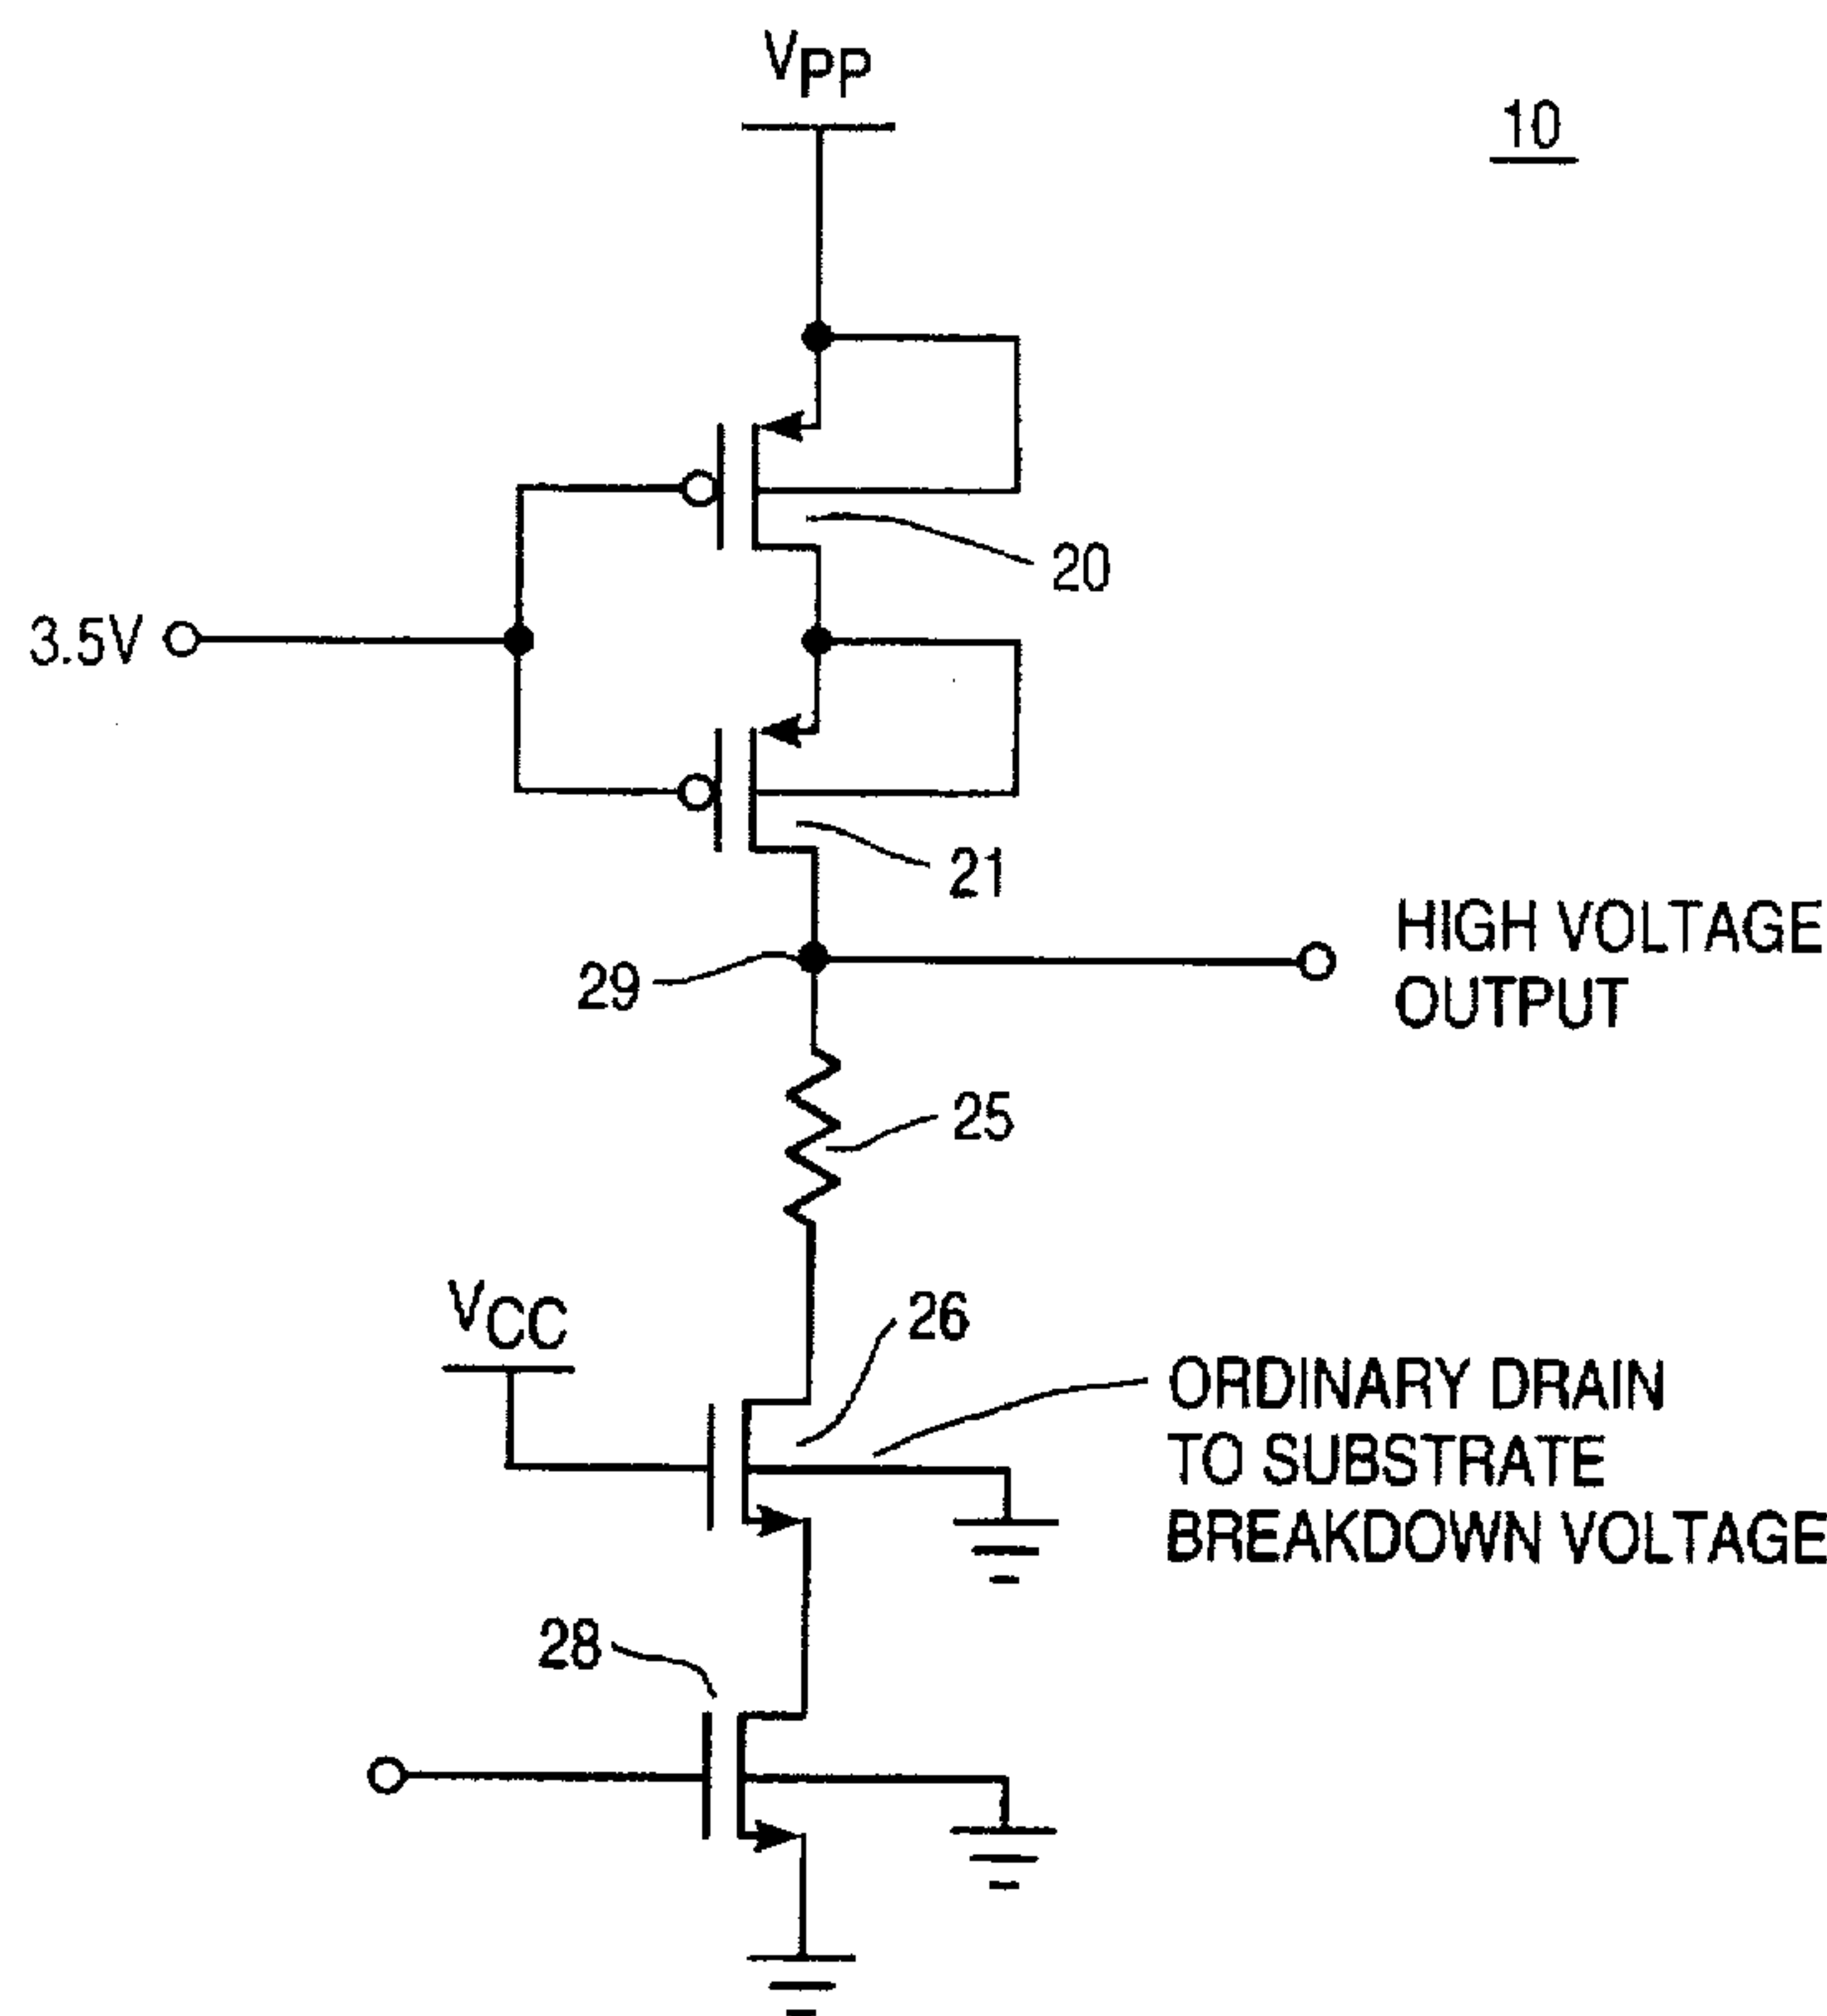 VPP
10
20
3.5V
21
HIGH VOLTAGE
OUTPUT
29
25
VCC
26
ORDINARY DRAIN
TO SUBSTRATE
BREAKDOWN VOLTAGE
28